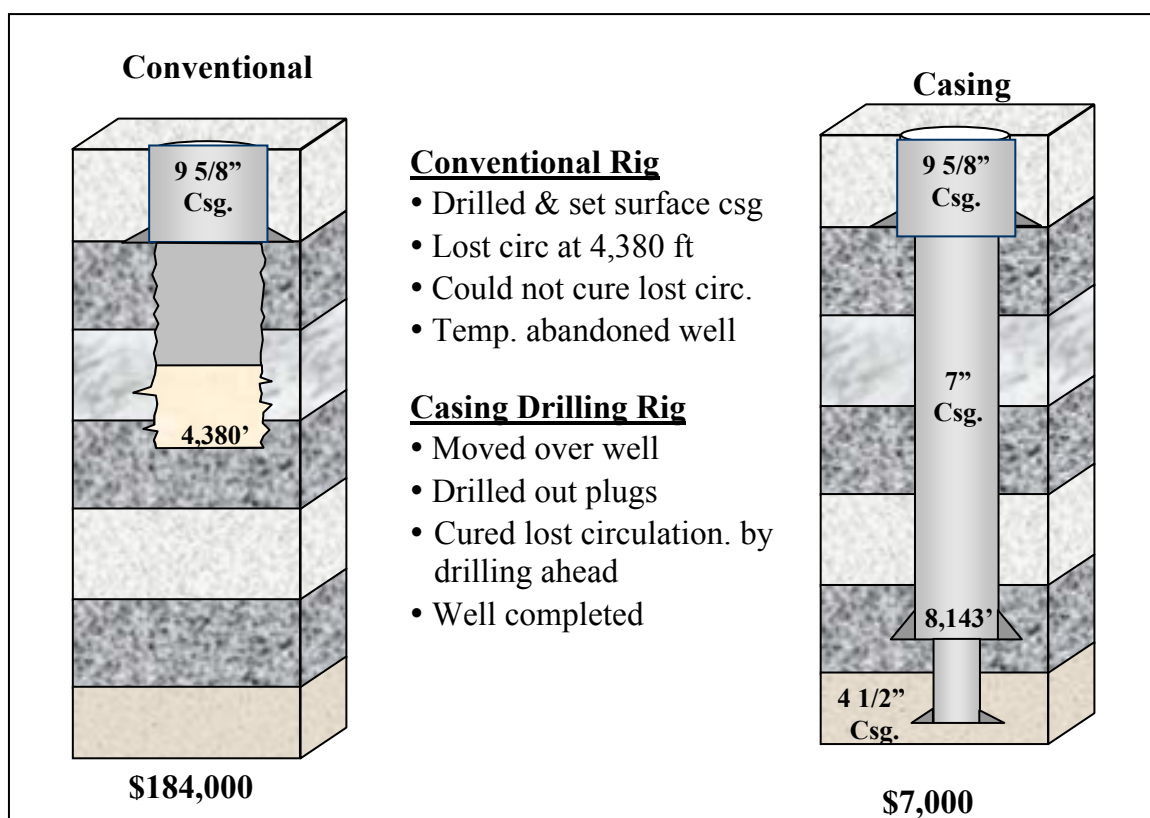 Conventional
9 5/8”
Csg.
4,380’
$184,000
Conventional Rig
• Drilled & set surface csg
• Lost circ at 4,380 ft
• Could not cure lost circ.
• Temp. abandoned well
Casing Drilling Rig
• Moved over well
• Drilled out plugs
• Cured lost circulation. by
drilling ahead
• Well completed
Casing
9 5/8”
Csg.
7”
Csg.
8,143’
4 1/2”
Csg.
$7,000